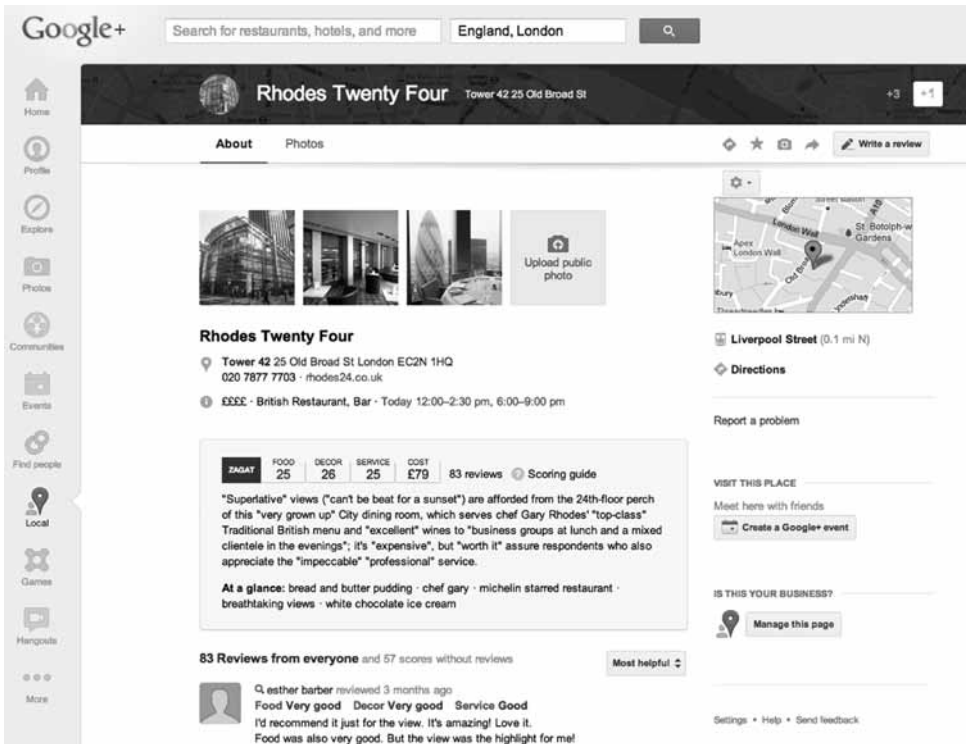 Google+
Search for restaurants, hotels, and more
England, London
Rhodes Twenty Four
Tower 42 25 Old Broad St
+3
+1
Home
Profile
Explore
Photos
Communities
Events
Find people
Local
Games
Hangouts
More
About
Photos
Write a review
Upload public
photo
London Wall
Apex
London Wall
St Botolph-w
Gardens
A10
Old Broad
Rhodes Twenty Four
Tower 42 25 Old Broad St London EC2N 1HQ
020 7877 7703 · rhodes24.co.uk
££££ · British Restaurant, Bar · Today 12:00–2:30 pm, 6:00–9:00 pm
Liverpool Street (0.1 mi N)
Directions
Report a problem
ZAGAT
FOOD DECOR SERVICE COST
25 26 25 £79 83 reviews Scoring guide
"Superlative" views ("can't be beat for a sunset") are afforded from the 24th-floor perch
of this "very grown up" City dining room, which serves chef Gary Rhodes' "top-class"
Traditional British menu and "excellent" wines to "business groups at lunch and a mixed
clientele in the evenings"; it's "expensive", but "worth it" assure respondents who also
appreciate the "impeccable" "professional" service.
At a glance: bread and butter pudding · chef gary · michelin starred restaurant ·
breathtaking views · white chocolate ice cream
VISIT THIS PLACE
Meet here with friends
Create a Google+ event
IS THIS YOUR BUSINESS?
Manage this page
83 Reviews from everyone and 57 scores without reviews
Most helpful
esther barber reviewed 3 months ago
Food Very good Decor Very good Service Good
I'd recommend it just for the view. It's amazing! Love it.
Food was also very good. But the view was the highlight for me!
Settings • Help • Send feedback